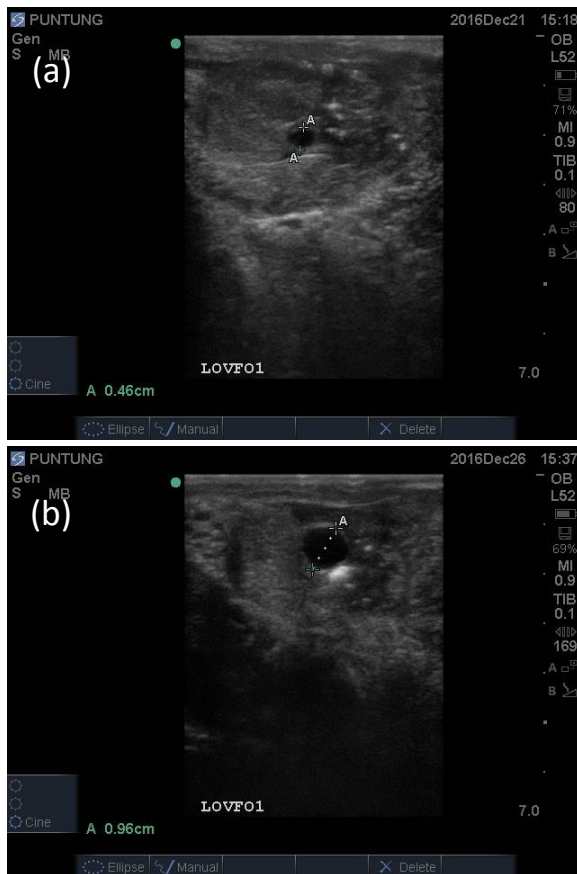 PUNTUNG 2016Dec21 15:18
Gen OB
S MB L52
(a)
71%
MI
0.9
TIB
0.1
80
A
B
A
A
LOVF01 7.0
A 0.46cm
Cine
Ellipse Manual Delete
PUNTUNG 2016Dec26 15:37
Gen OB
S MB L52
(b)
69%
MI
0.9
TIB
0.1
169
A
B
A
LOVF01 7.0
A 0.96cm
Cine
Ellipse Manual Delete